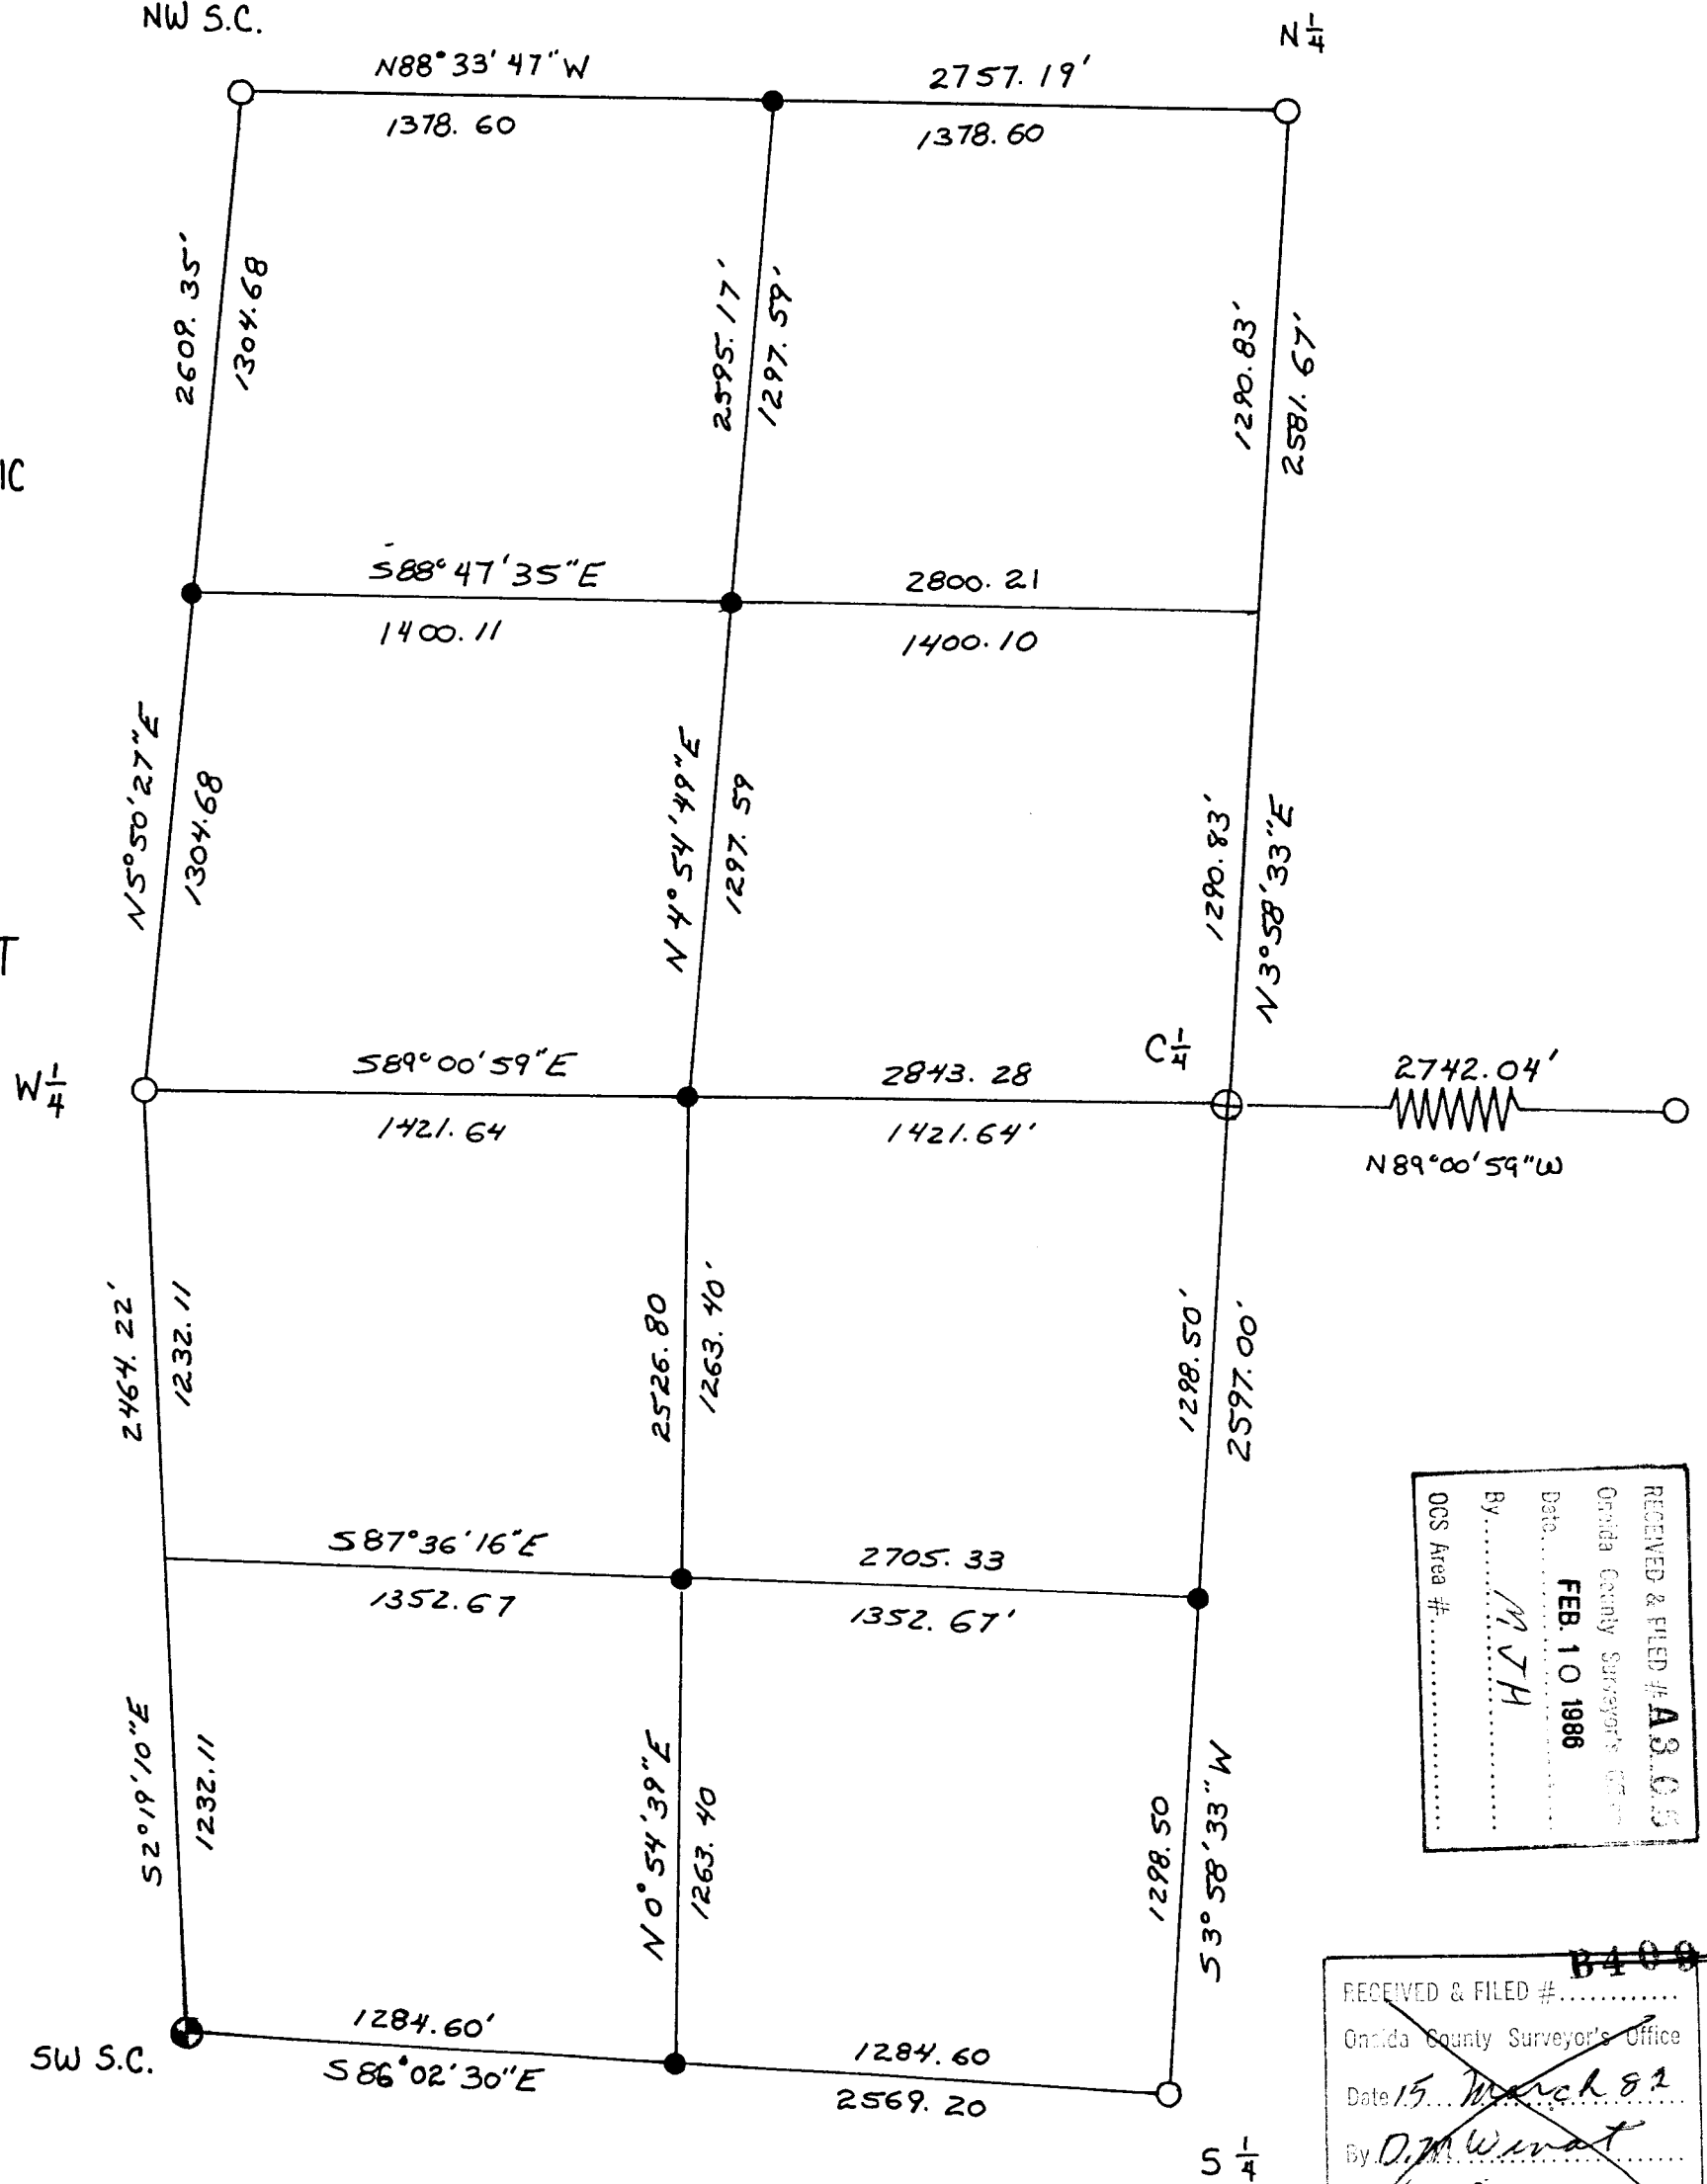 NW S.C.
N 1/4
N88°33'47"W
2757.19'
1378.60
1378.60
2609.35'
1304.68
2595.17'
1297.59'
1290.83'
2581.67'
IC
S88°47'35"E
2800.21
1400.11
1400.10
N5°50'27"E
1304.68
N4°54'49"E
1297.59
1290.83'
N3°58'33"E
T
W 1/4
S89°00'59"E
2843.28
C 1/4
2742.04'
1421.64
1421.64'
N89°00'59"W
2464.22'
1232.11
2526.80
1263.40'
1298.50'
2597.00'
S87°36'16"E
2705.33
1352.67
1352.67'
RECEIVED & FILED #
Oneida County Surveyor's
Date FEB. 10 1986
By MJH
OCS Area #
S2°19'10"E
1232.11
N0°54'39"E
1263.40
1298.50
S3°58'33"W
SW S.C.
1284.60'
S86°02'30"E
1284.60
2569.20
S 1/4
B409
RECEIVED & FILED #
Oneida County Surveyor's Office
Date 15 March 82
By D.M